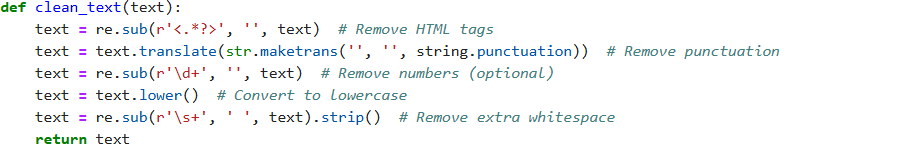 def clean_text(text):
    text = re.sub(r'<.*?>', '', text)  # Remove HTML tags
    text = text.translate(str.maketrans('', '', string.punctuation))  # Remove punctuation
    text = re.sub(r'\d+', '', text)  # Remove numbers (optional)
    text = text.lower()  # Convert to lowercase
    text = re.sub(r'\s+', ' ', text).strip()  # Remove extra whitespace
    return text